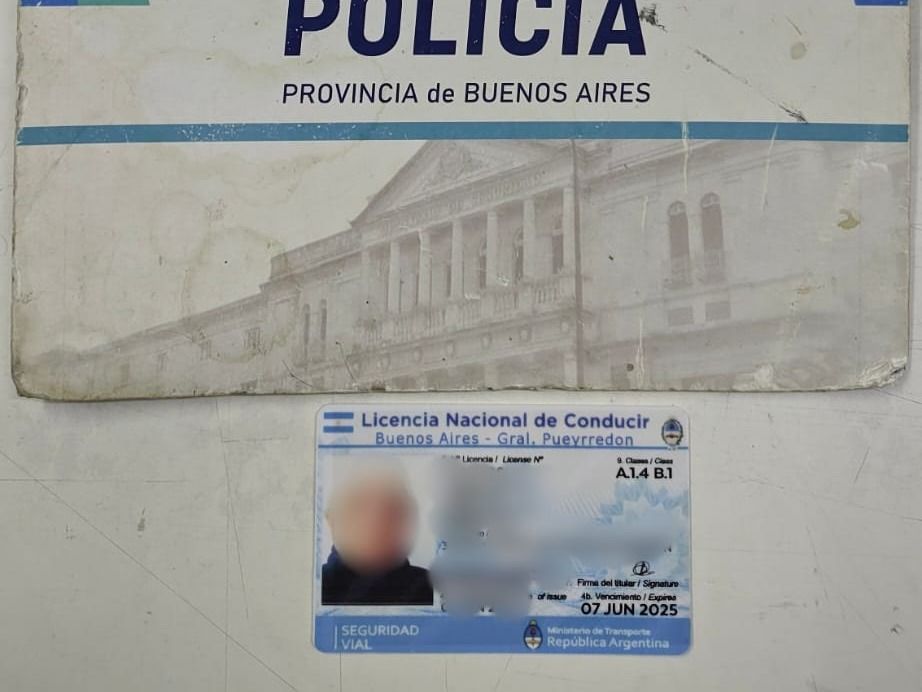 POLICÍA
PROVINCIA de BUENOS AIRES
Licencia Nacional de Conducir
Buenos Aires - Gral. Pueyrredon
Licencia / License Nº
9. Clases / Class
A.1.4 B.1
Firma del titular / Signature
of issue
4b. Vencimiento / Expires
07 JUN 2025
SEGURIDAD
VIAL
Ministerio de Transporte
República Argentina